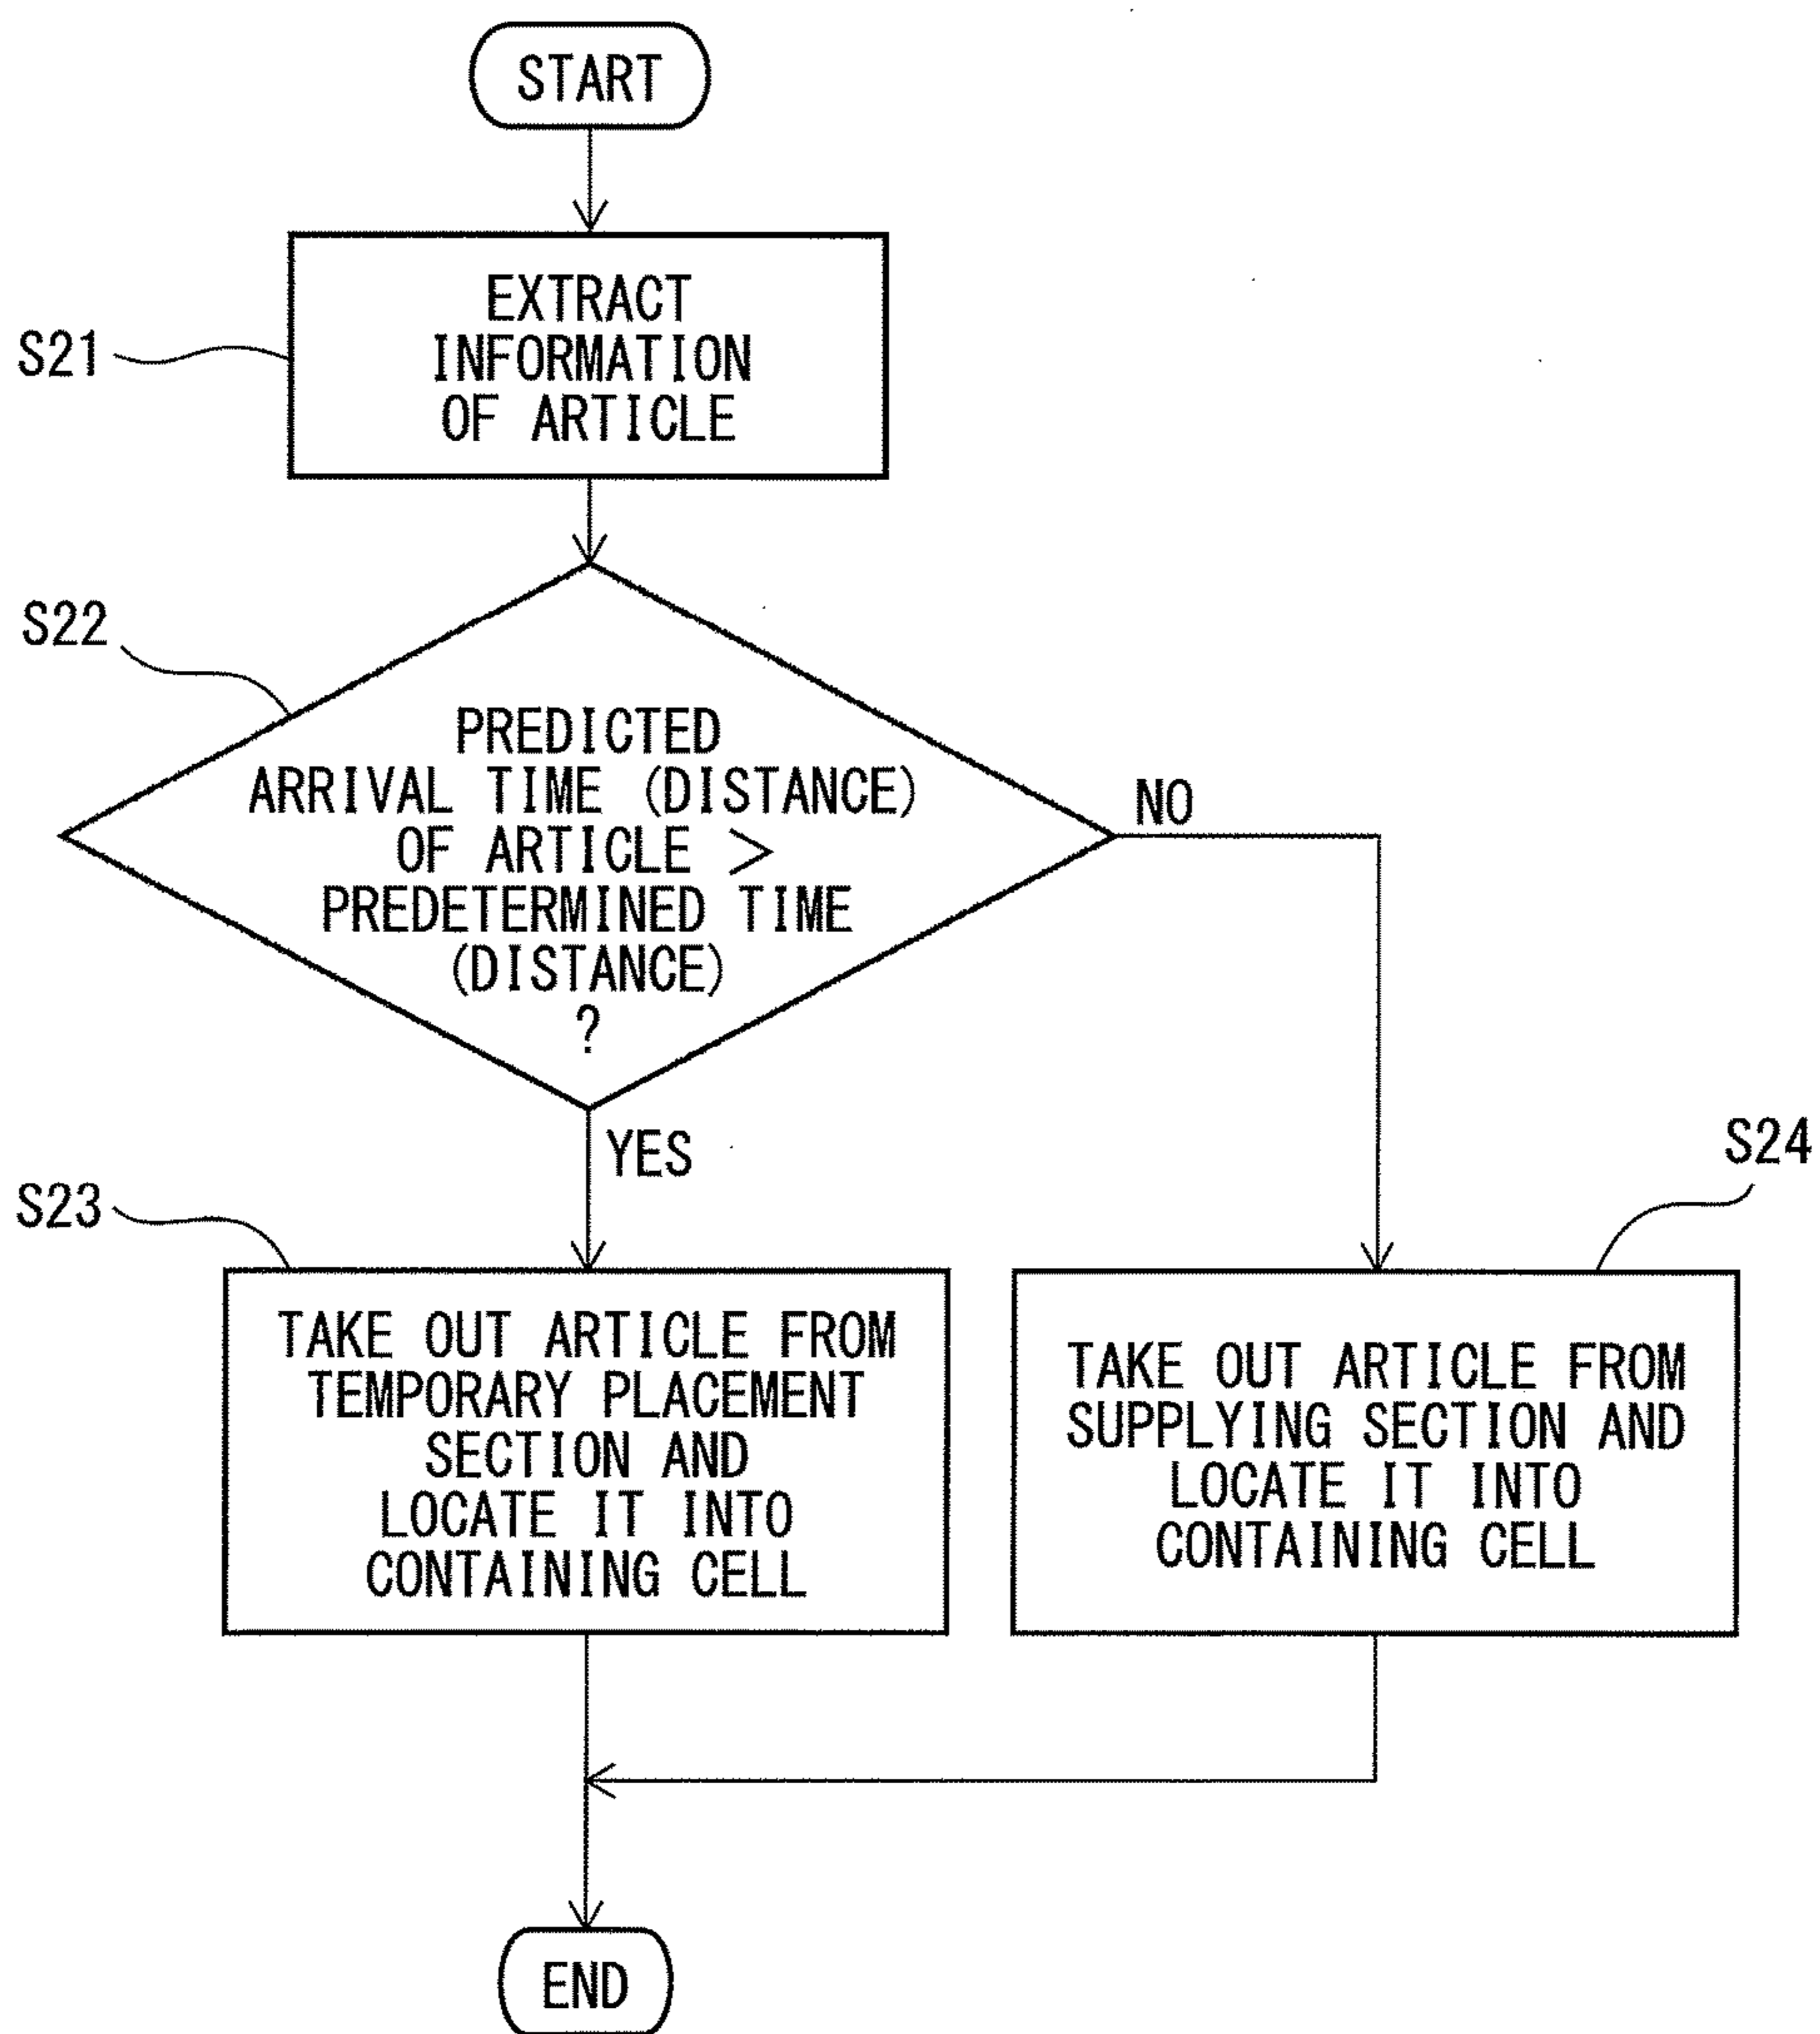 START
S21
EXTRACT
INFORMATION
OF ARTICLE
S22
PREDICTED
ARRIVAL TIME (DISTANCE)
OF ARTICLE >
PREDETERMINED TIME
(DISTANCE)
?
NO
YES
S23
TAKE OUT ARTICLE FROM
TEMPORARY PLACEMENT
SECTION AND
LOCATE IT INTO
CONTAINING CELL
S24
TAKE OUT ARTICLE FROM
SUPPLYING SECTION AND
LOCATE IT INTO
CONTAINING CELL
END